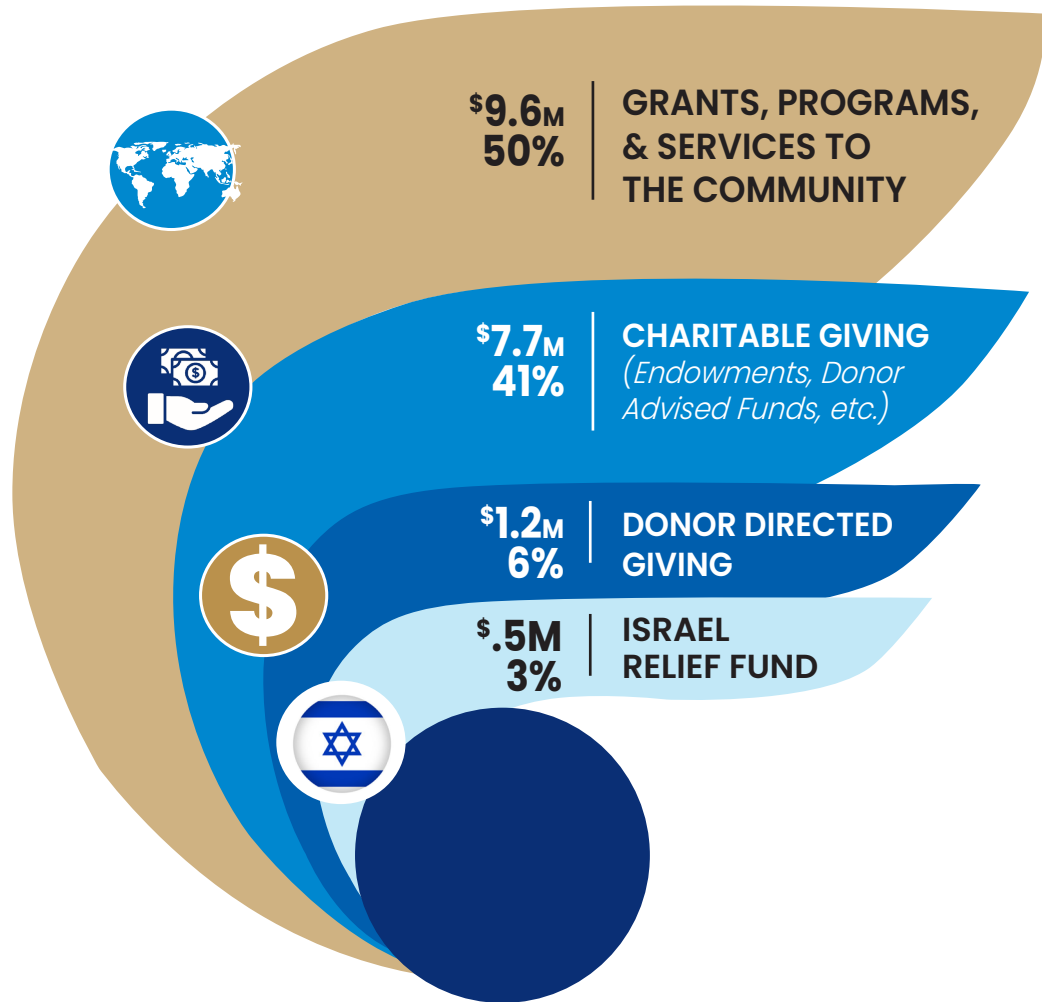 $9.6M
50%
GRANTS, PROGRAMS,
& SERVICES TO
THE COMMUNITY
$7.7M
41%
CHARITABLE GIVING
(Endowments, Donor
Advised Funds, etc.)
$1.2M
6%
DONOR DIRECTED
GIVING
$.5M
3%
ISRAEL
RELIEF FUND
$
$